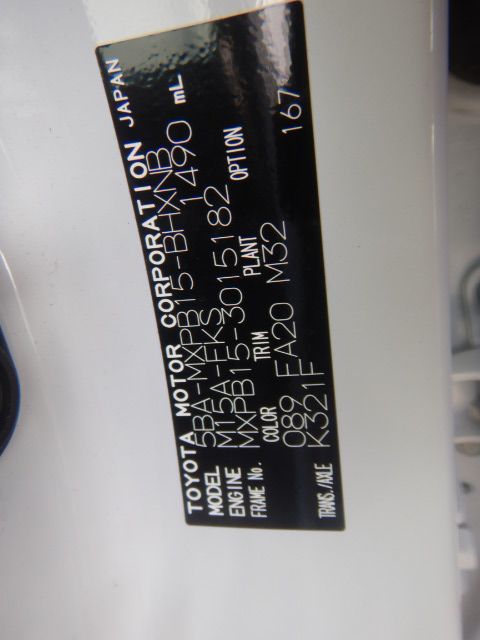 TOYOTA MOTOR CORPORATION JAPAN
MODEL 5BA-MXPB15-BHXNB
ENGINE M15A-FKS 1490 mL
FRAME No. MXPB15-3015182
COLOR TRIM PLANT OPTION
089 FA20 M32 167
TRANS./AXLE K321F